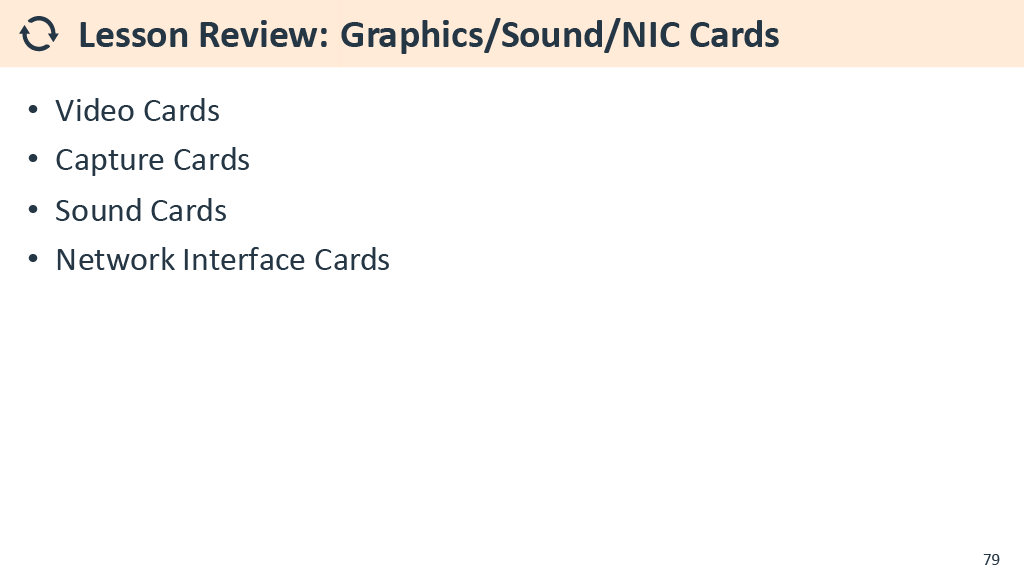 Lesson Review: Graphics/Sound/NIC Cards
• Video Cards
• Capture Cards
• Sound Cards
• Network Interface Cards
79